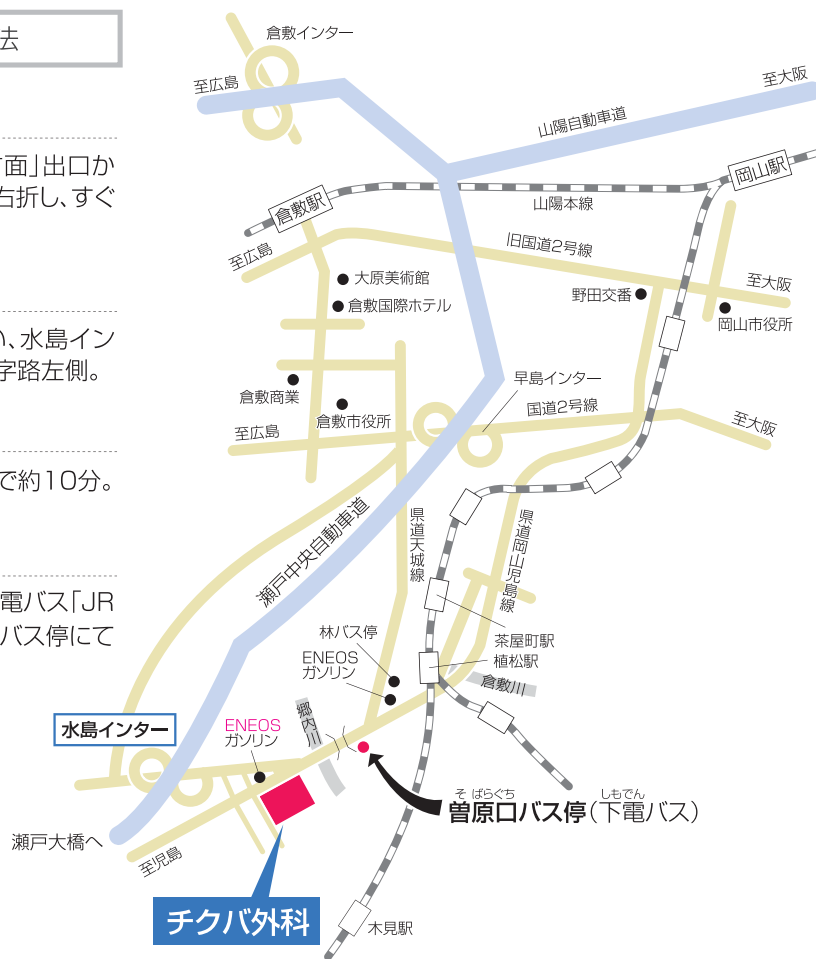 法
方面」出口か
右折し、すぐ
い、水島イン
字路左側。
で約10分。
電バス「JR
バス停にて
倉敷インター
至広島
至大阪
山陽自動車道
岡山駅
倉敷駅
山陽本線
至広島
旧国道2号線
至大阪
大原美術館
倉敷国際ホテル
野田交番
岡山市役所
倉敷商業
倉敷市役所
早島インター
国道2号線
至広島
至大阪
瀬戸中央自動車道
県道天城線
県道岡山児島線
林バス停
ENEOS
ガソリン
茶屋町駅
植松駅
倉敷川
水島インター
ENEOS
ガソリン
郷内川
そばらぐち
しもでん
曽原口バス停(下電バス)
瀬戸大橋へ
至児島
チクバ外科
木見駅